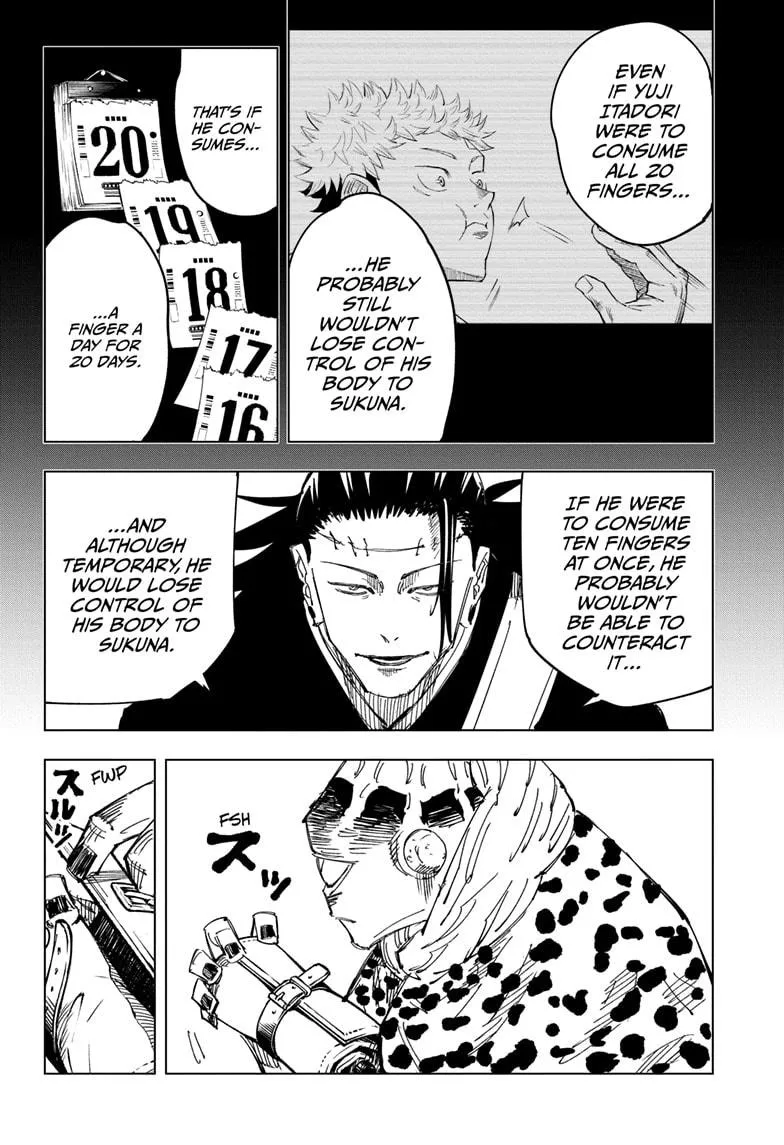 EVEN
IF YUJI
ITADORI
WERE TO
CONSUME
ALL 20
FINGERS...
...HE
PROBABLY
STILL
WOULDN'T
LOSE CON-
TROL OF HIS
BODY TO
SUKUNA.
THAT'S IF
HE CON-
SUMES...
20
19
18
17
16
...A
FINGER A
DAY FOR
20 DAYS.
IF HE WERE
TO CONSUME
TEN FINGERS
AT ONCE, HE
PROBABLY
WOULDN'T
BE ABLE TO
COUNTERACT
IT...
...AND
ALTHOUGH
TEMPORARY, HE
WOULD LOSE
CONTROL OF
HIS BODY TO
SUKUNA.
FSH
スッ
FWP
スルッ